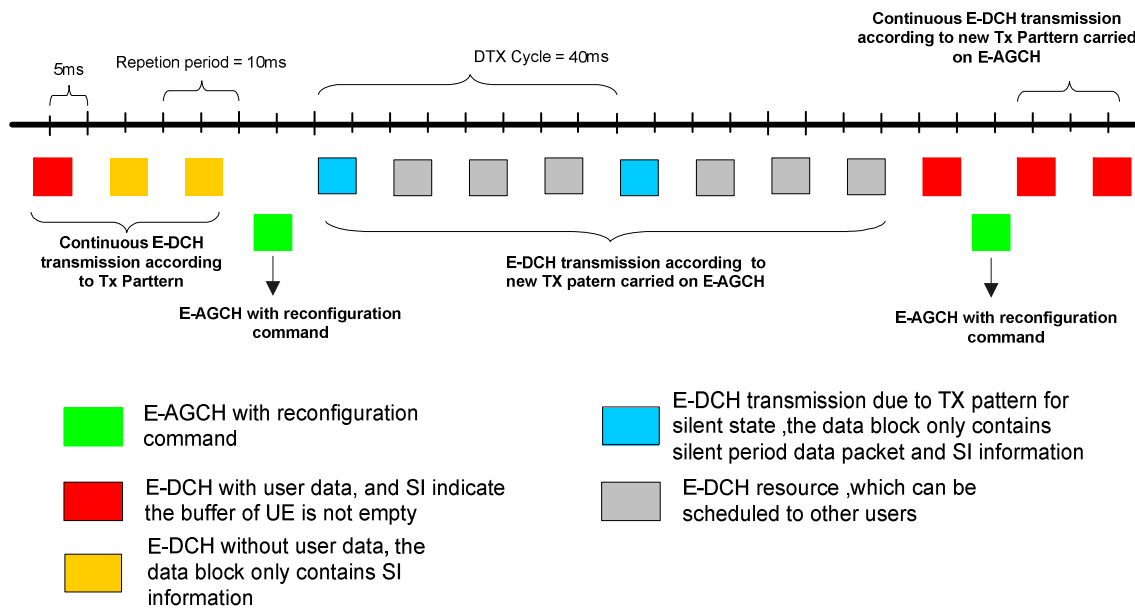 Continuous E-DCH transmission
according to new Tx Parttern carried
on E-AGCH
5ms
Repetion period = 10ms
DTX Cycle = 40ms
Continuous E-DCH
transmission according
to Tx Parttern
E-DCH transmission according to
new TX patern carried on E-AGCH
E-AGCH with reconfiguration
command
E-AGCH with reconfiguration
command
E-AGCH with reconfiguration
command
E-DCH with user data, and SI indicate
the buffer of UE is not empty
E-DCH without user data, the
data block only contains SI
information
E-DCH transmission due to TX pattern for
silent state ,the data block only contains
silent period data packet and SI information
E-DCH resource ,which can be
scheduled to other users